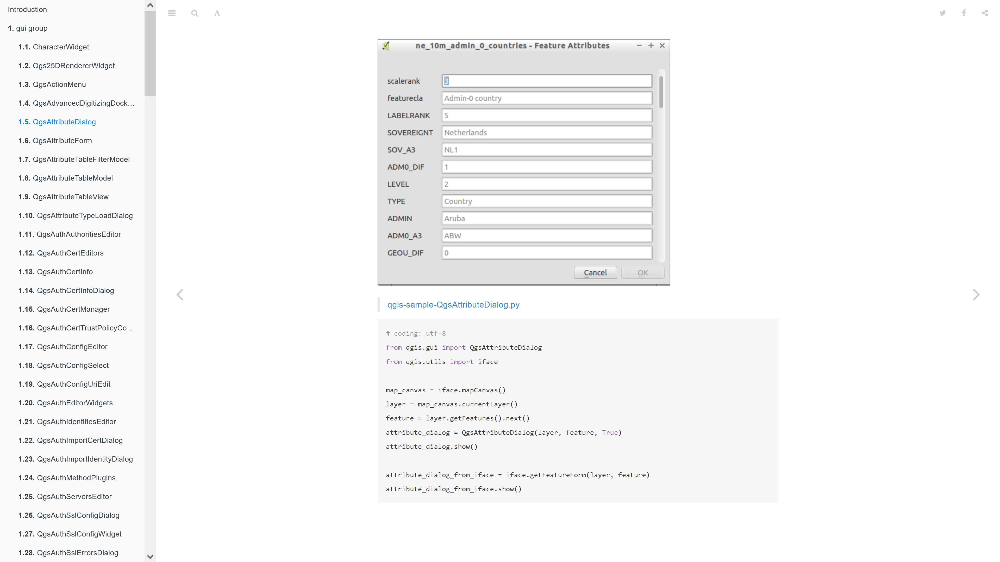 Introduction
1. gui group
1.1. CharacterWidget
1.2. Qgs25DRendererWidget
1.3. QgsActionMenu
1.4. QgsAdvancedDigitizingDock…
1.5. QgsAttributeDialog
1.6. QgsAttributeForm
1.7. QgsAttributeTableFilterModel
1.8. QgsAttributeTableModel
1.9. QgsAttributeTableView
1.10. QgsAttributeTypeLoadDialog
1.11. QgsAuthAuthoritiesEditor
1.12. QgsAuthCertEditors
1.13. QgsAuthCertInfo
1.14. QgsAuthCertInfoDialog
1.15. QgsAuthCertManager
1.16. QgsAuthCertTrustPolicyCo…
1.17. QgsAuthConfigEditor
1.18. QgsAuthConfigSelect
1.19. QgsAuthConfigUriEdit
1.20. QgsAuthEditorWidgets
1.21. QgsAuthIdentitiesEditor
1.22. QgsAuthImportCertDialog
1.23. QgsAuthImportIdentityDialog
1.24. QgsAuthMethodPlugins
1.25. QgsAuthServersEditor
1.26. QgsAuthSslConfigDialog
1.27. QgsAuthSslConfigWidget
1.28. QgsAuthSslErrorsDialog
A
ne_10m_admin_0_countries - Feature Attributes
scalerank 3
featurecla Admin-0 country
LABELRANK 5
SOVEREIGNT Netherlands
SOV_A3 NL1
ADM0_DIF 1
LEVEL 2
TYPE Country
ADMIN Aruba
ADM0_A3 ABW
GEOU_DIF 0
Cancel OK
qgis-sample-QgsAttributeDialog.py
# coding: utf-8
from qgis.gui import QgsAttributeDialog
from qgis.utils import iface
map_canvas = iface.mapCanvas()
layer = map_canvas.currentLayer()
feature = layer.getFeatures().next()
attribute_dialog = QgsAttributeDialog(layer, feature, True)
attribute_dialog.show()
attribute_dialog_from_iface = iface.getFeatureForm(layer, feature)
attribute_dialog_from_iface.show()